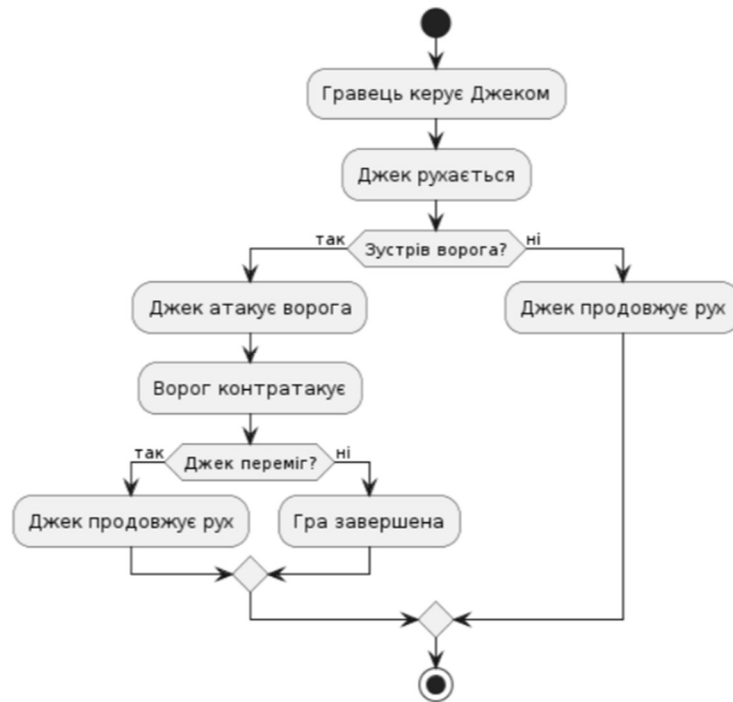 Гравець керує Джеком
Джек рухається
так
Зустрів ворога?
ні
Джек атакує ворога
Джек продовжує рух
Ворог контратакує
так
Джек переміг?
ні
Джек продовжує рух
Гра завершена